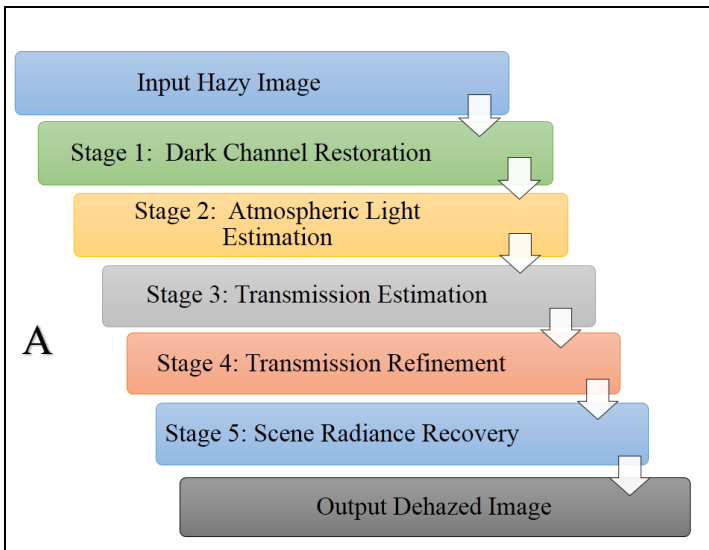 Input Hazy Image
Stage 1:  Dark Channel Restoration
Stage 2:  Atmospheric Light
Estimation
Stage 3: Transmission Estimation
A
Stage 4: Transmission Refinement
Stage 5: Scene Radiance Recovery
Output Dehazed Image